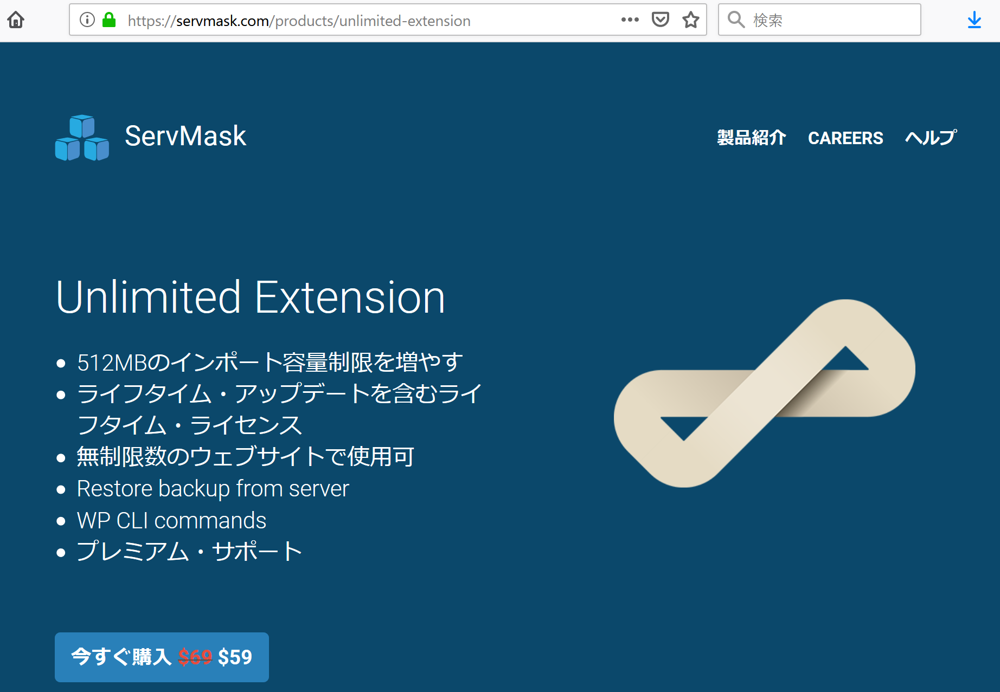 https://servmask.com/products/unlimited-extension
検索
ServMask
製品紹介 CAREERS ヘルプ
Unlimited Extension
512MBのインポート容量制限を増やす
ライフタイム・アップデートを含むライ
フタイム・ライセンス
無制限数のウェブサイトで使用可
Restore backup from server
WP CLI commands
プレミアム・サポート
今すぐ購入 $69 $59